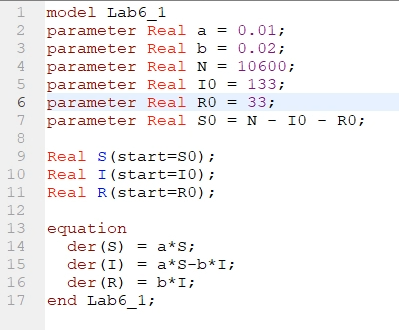 1 model Lab6_1
2 parameter Real a = 0.01;
3 parameter Real b = 0.02;
4 parameter Real N = 10600;
5 parameter Real I0 = 133;
6 parameter Real R0 = 33;
7 parameter Real S0 = N - I0 - R0;
8
9 Real S(start=S0);
10 Real I(start=I0);
11 Real R(start=R0);
12
13 equation
14   der(S) = a*S;
15   der(I) = a*S-b*I;
16   der(R) = b*I;
17 end Lab6_1;